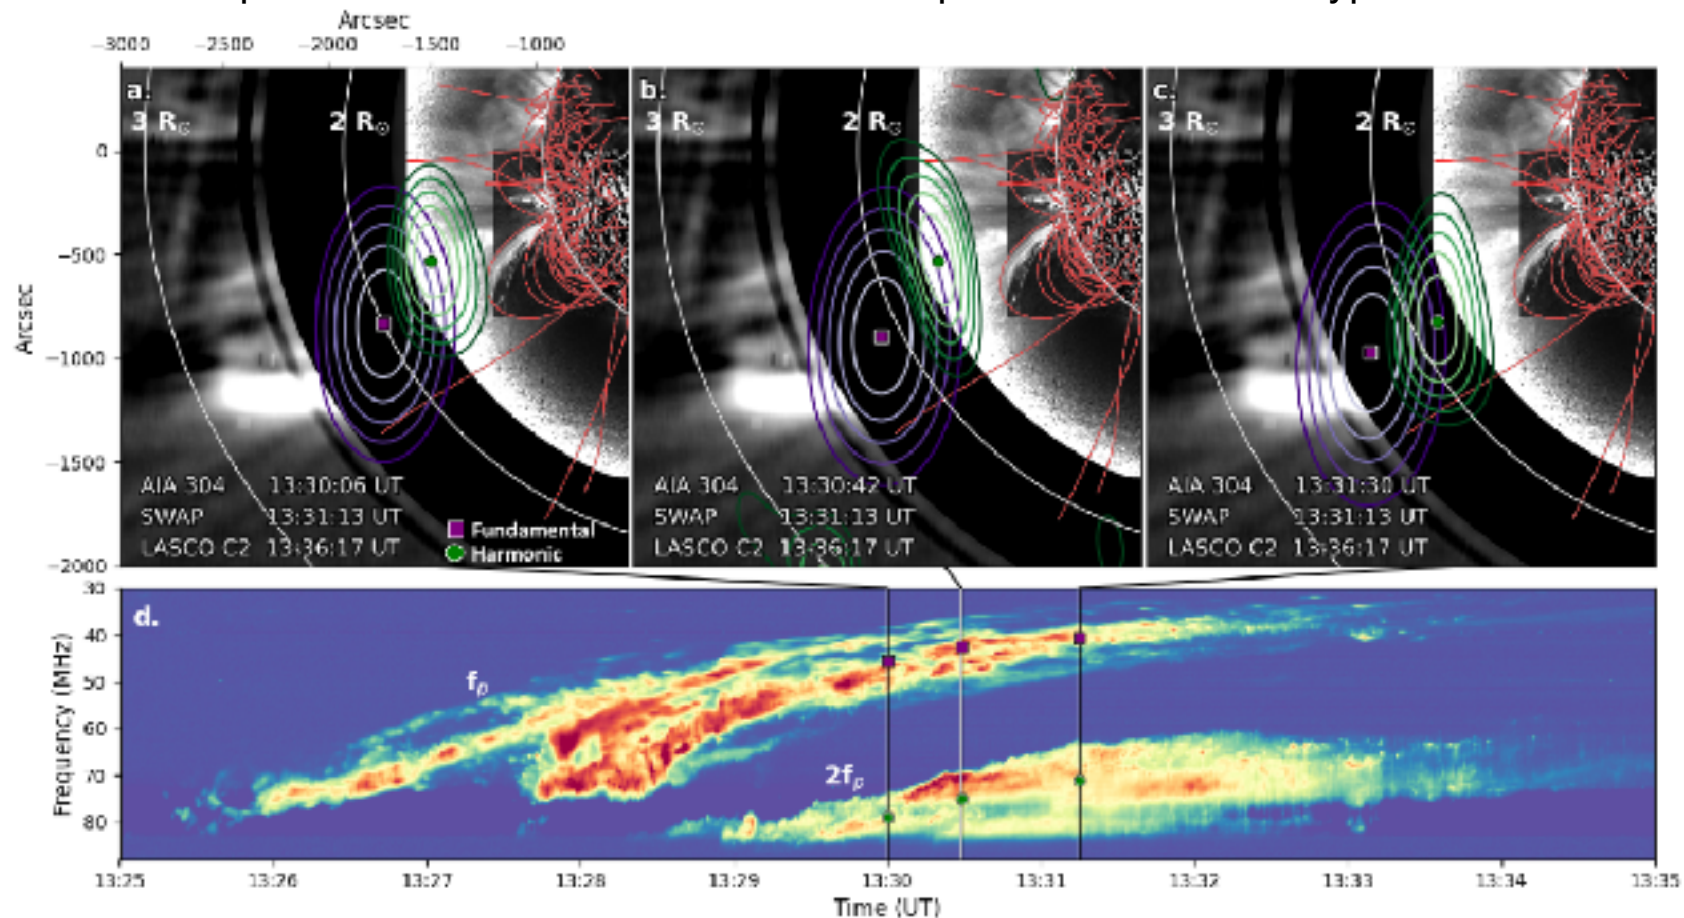 Arcsec
−3000 −2500 −2000 −1500 −1000
a. b. c.
3 R☉ 2 R☉ 3 R☉ 2 R☉ 3 R☉ 2 R☉
0
−500
−1000
−1500
−2000
Arcsec
AIA 304 13:30:06 UT AIA 304 13:30:42 UT AIA 304 13:31:30 UT
SWAP 13:31:13 UT SWAP 13:31:13 UT SWAP 13:31:13 UT
LASCO C2 13:36:17 UT LASCO C2 13:36:17 UT LASCO C2 13:36:17 UT
Fundamental
Harmonic
d.
30
40
50
60
70
80
Frequency (MHz)
fp
2fp
13:25 13:26 13:27 13:28 13:29 13:30 13:31 13:32 13:33 13:34 13:35
Time (UT)